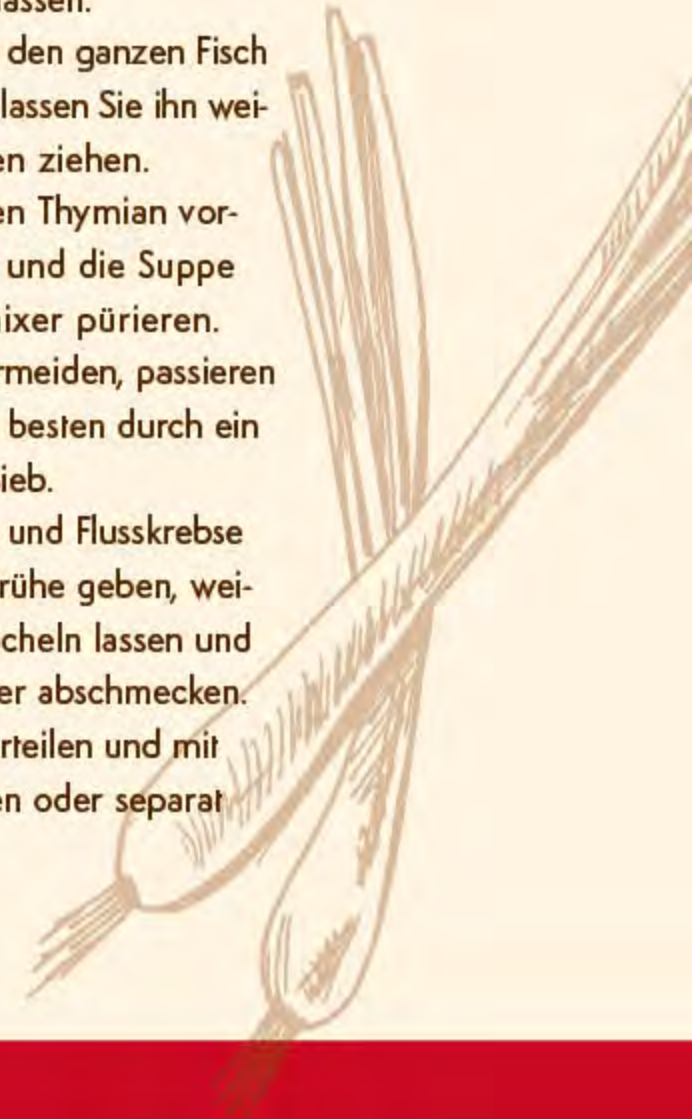 lassen.
den ganzen Fisch
lassen Sie ihn wei-
en ziehen.
en Thymian vor-
und die Suppe
ixer pürieren.
rmeiden, passieren
besten durch ein
ieb.
und Flusskrebse
rühe geben, wei-
cheln lassen und
er abschmecken.
rteilen und mit
en oder separat